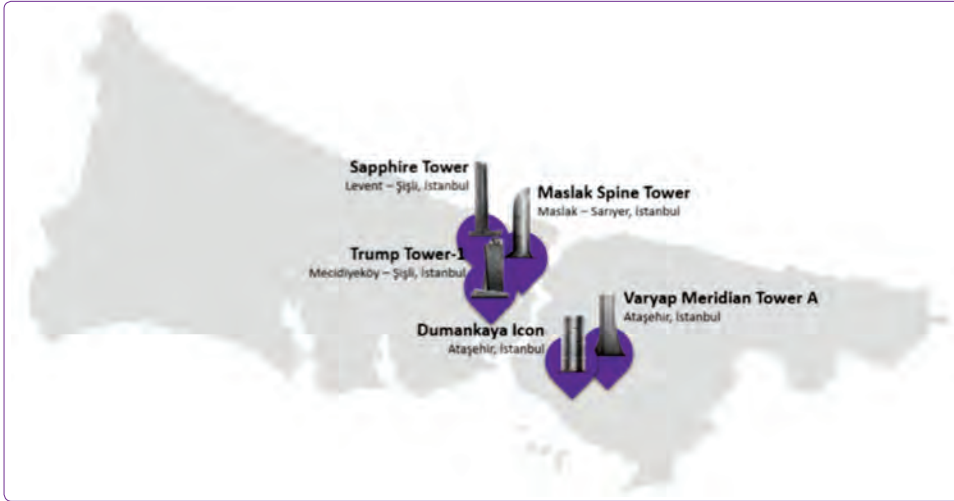 Sapphire Tower
Levent – Şişli, İstanbul
Maslak Spine Tower
Maslak – Sarıyer, İstanbul
Trump Tower-1
Mecidiyeköy – Şişli, İstanbul
Varyap Meridian Tower A
Ataşehir, İstanbul
Dumankaya Icon
Ataşehir, İstanbul